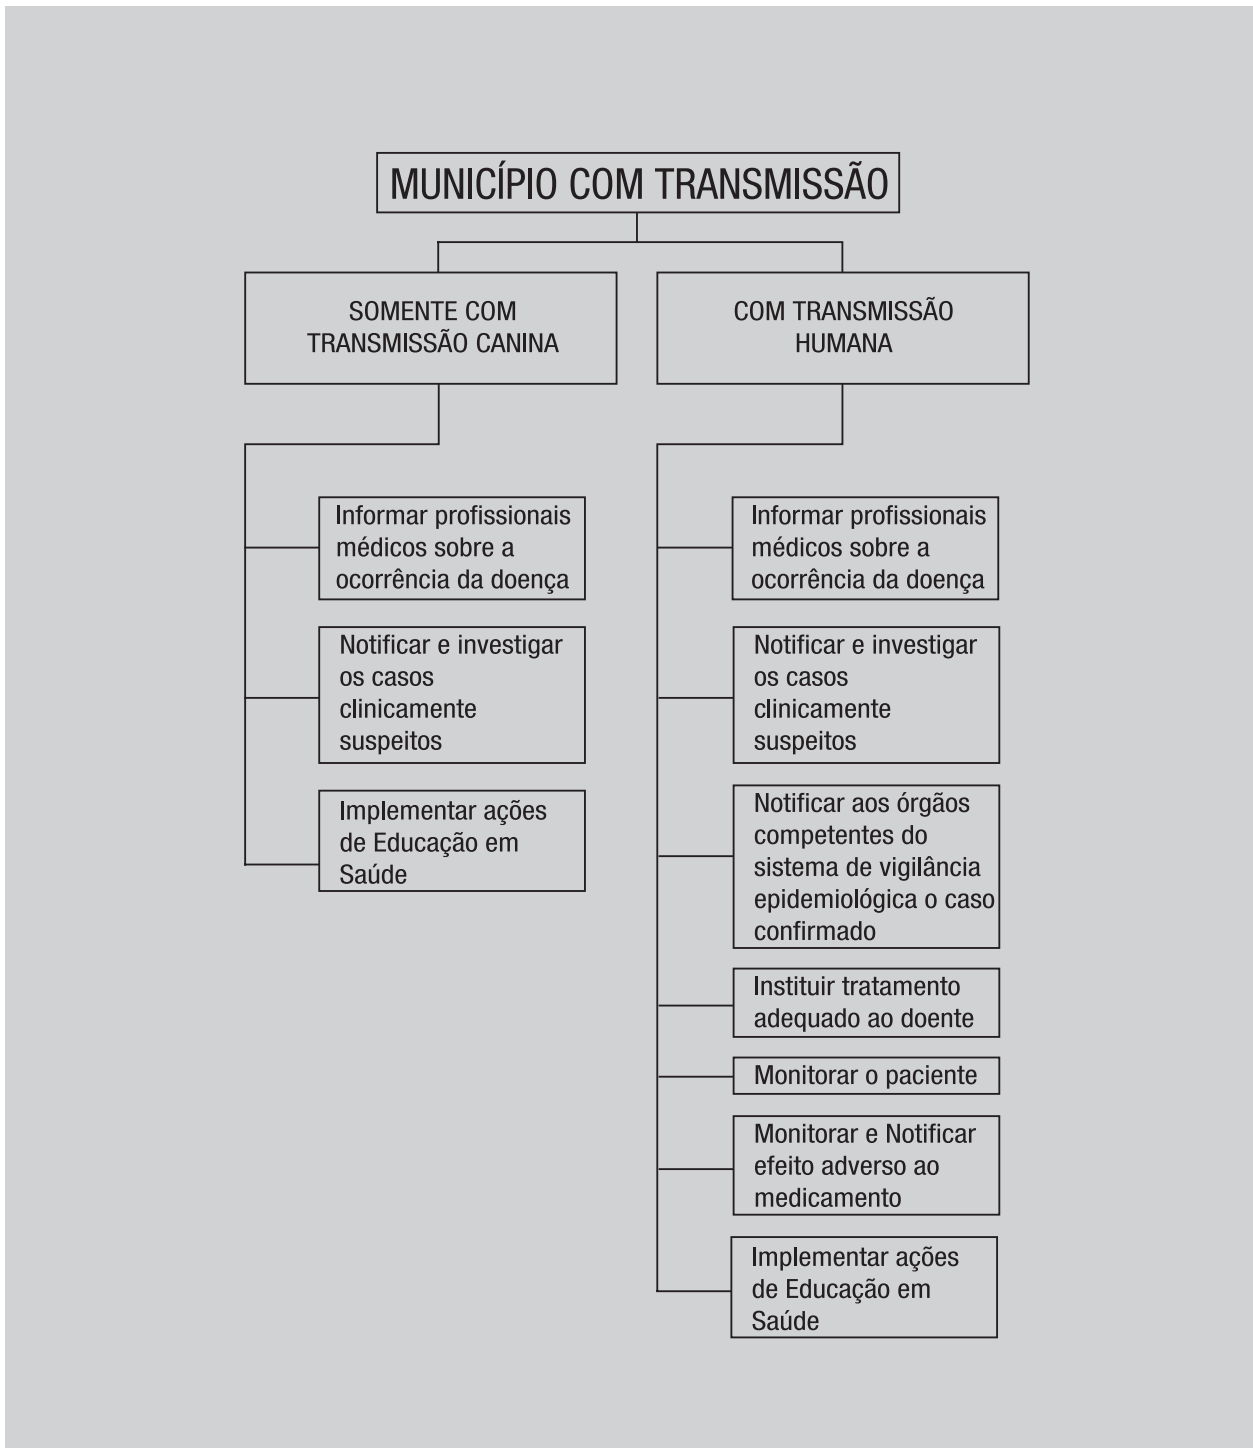 MUNICÍPIO COM TRANSMISSÃO
SOMENTE COM
TRANSMISSÃO CANINA
Informar profissionais
médicos sobre a
ocorrência da doença
Notificar e investigar
os casos
clinicamente
suspeitos
Implementar ações
de Educação em
Saúde
COM TRANSMISSÃO
HUMANA
Informar profissionais
médicos sobre a
ocorrência da doença
Notificar e investigar
os casos
clinicamente
suspeitos
Notificar aos órgãos
competentes do
sistema de vigilância
epidemiológica o caso
confirmado
Instituir tratamento
adequado ao doente
Monitorar o paciente
Monitorar e Notificar
efeito adverso ao
medicamento
Implementar ações
de Educação em
Saúde